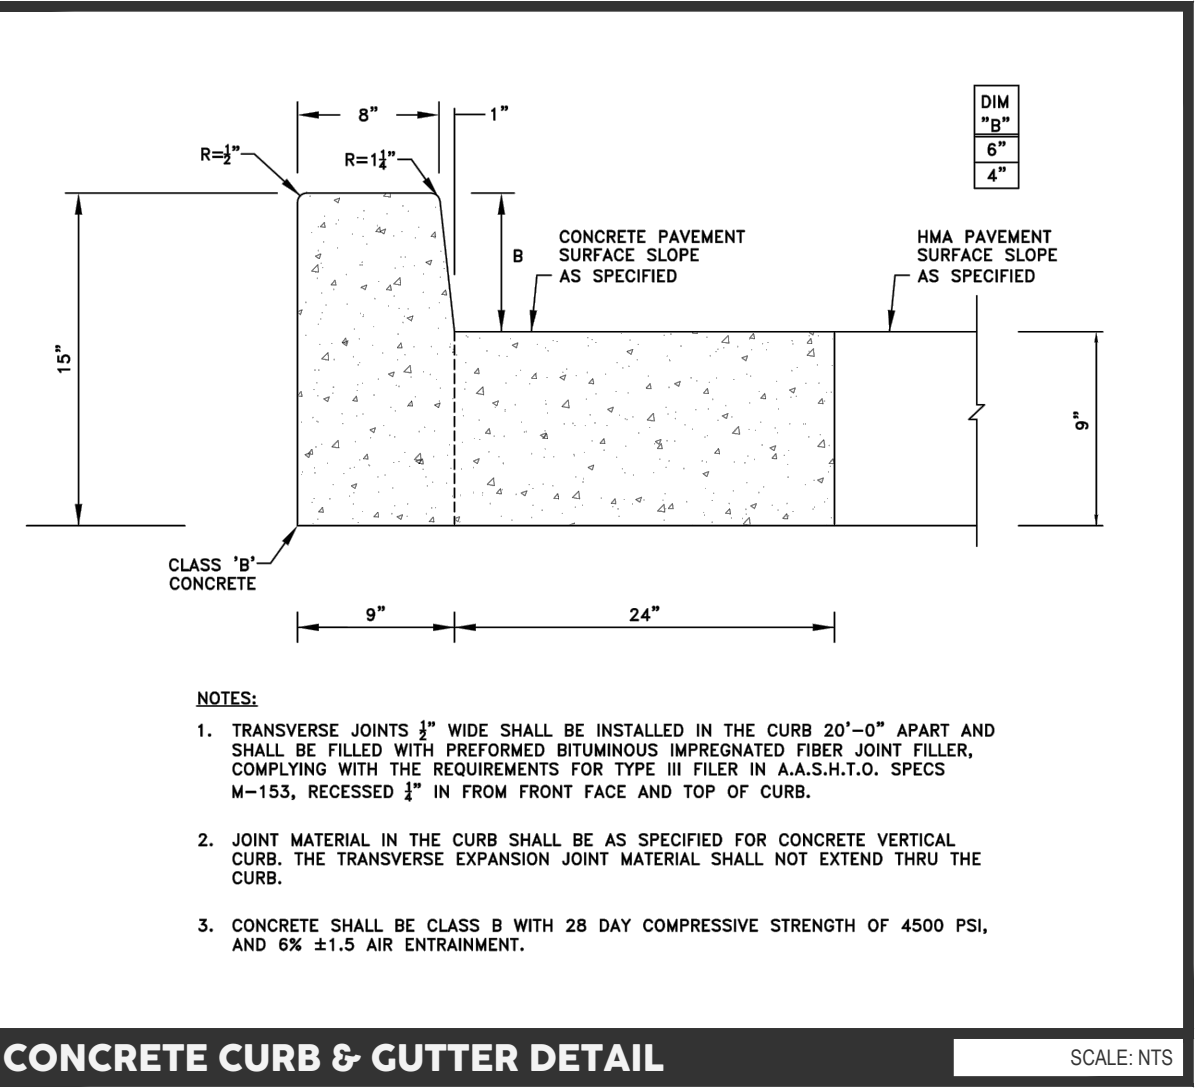 8" 1"
DIM
"B"
6"
4"
R=½"
R=1¼"
CONCRETE PAVEMENT
SURFACE SLOPE
AS SPECIFIED
HMA PAVEMENT
SURFACE SLOPE
AS SPECIFIED
B
15"
9"
CLASS 'B'
CONCRETE
9" 24"
NOTES:
1. TRANSVERSE JOINTS ½" WIDE SHALL BE INSTALLED IN THE CURB 20'-0" APART AND
SHALL BE FILLED WITH PREFORMED BITUMINOUS IMPREGNATED FIBER JOINT FILLER,
COMPLYING WITH THE REQUIREMENTS FOR TYPE III FILER IN A.A.S.H.T.O. SPECS
M-153, RECESSED ¼" IN FROM FRONT FACE AND TOP OF CURB.
2. JOINT MATERIAL IN THE CURB SHALL BE AS SPECIFIED FOR CONCRETE VERTICAL
CURB. THE TRANSVERSE EXPANSION JOINT MATERIAL SHALL NOT EXTEND THRU THE
CURB.
3. CONCRETE SHALL BE CLASS B WITH 28 DAY COMPRESSIVE STRENGTH OF 4500 PSI,
AND 6% ±1.5 AIR ENTRAINMENT.
CONCRETE CURB & GUTTER DETAIL
SCALE: NTS